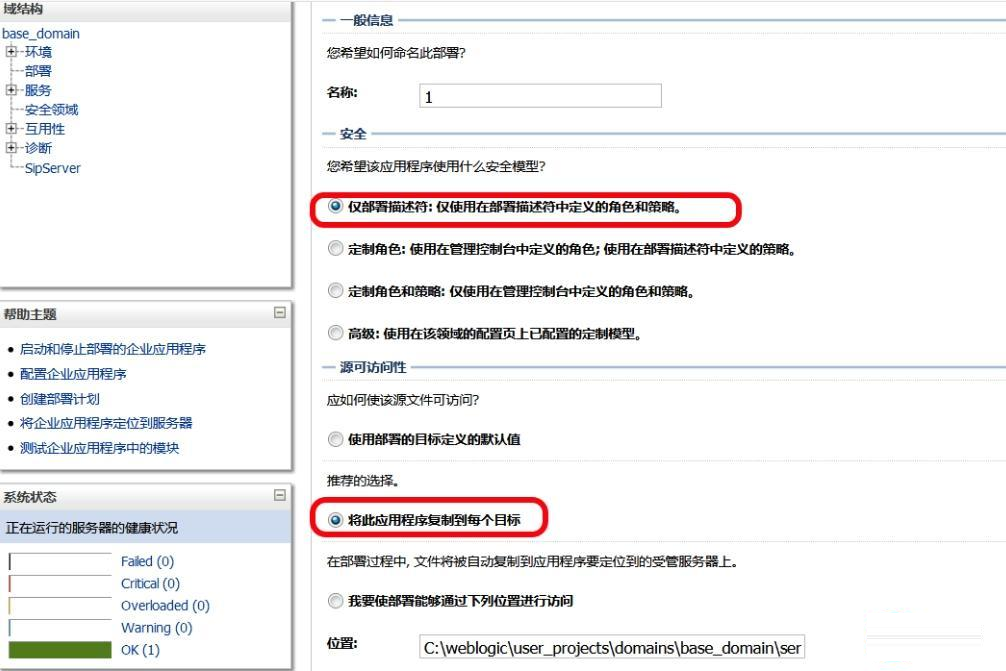 域结构
base_domain
环境
部署
服务
安全领域
互用性
诊断
SipServer
帮助主题
启动和停止部署的企业应用程序
配置企业应用程序
创建部署计划
将企业应用程序定位到服务器
测试企业应用程序中的模块
系统状态
正在运行的服务器的健康状况
Failed (0)
Critical (0)
Overloaded (0)
Warning (0)
OK (1)
一般信息
您希望如何命名此部署?
名称: 1
安全
您希望该应用程序使用什么安全模型?
仅部署描述符: 仅使用在部署描述符中定义的角色和策略。
定制角色: 使用在管理控制台中定义的角色; 使用在部署描述符中定义的策略。
定制角色和策略: 仅使用在管理控制台中定义的角色和策略。
高级: 使用在该领域的配置页上已配置的定制模型。
源可访问性
应如何使该源文件可访问?
使用部署的目标定义的默认值
推荐的选择。
将此应用程序复制到每个目标
在部署过程中, 文件将被自动复制到应用程序要定位到的受管服务器上。
我要使部署能够通过下列位置进行访问
位置: C:\weblogic\user_projects\domains\base_domain\ser